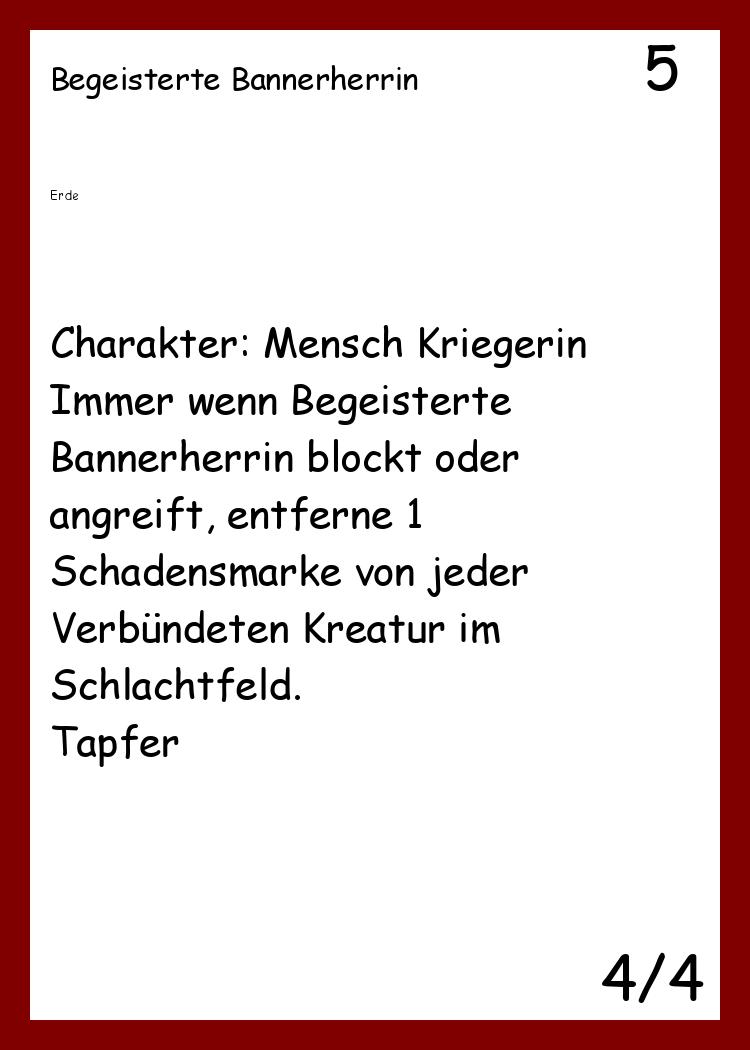 Begeisterte Bannerherrin
5
Erde
Charakter: Mensch Kriegerin
Immer wenn Begeisterte
Bannerherrin blockt oder
angreift, entferne 1
Schadensmarke von jeder
Verbündeten Kreatur im
Schlachtfeld.
Tapfer
4/4